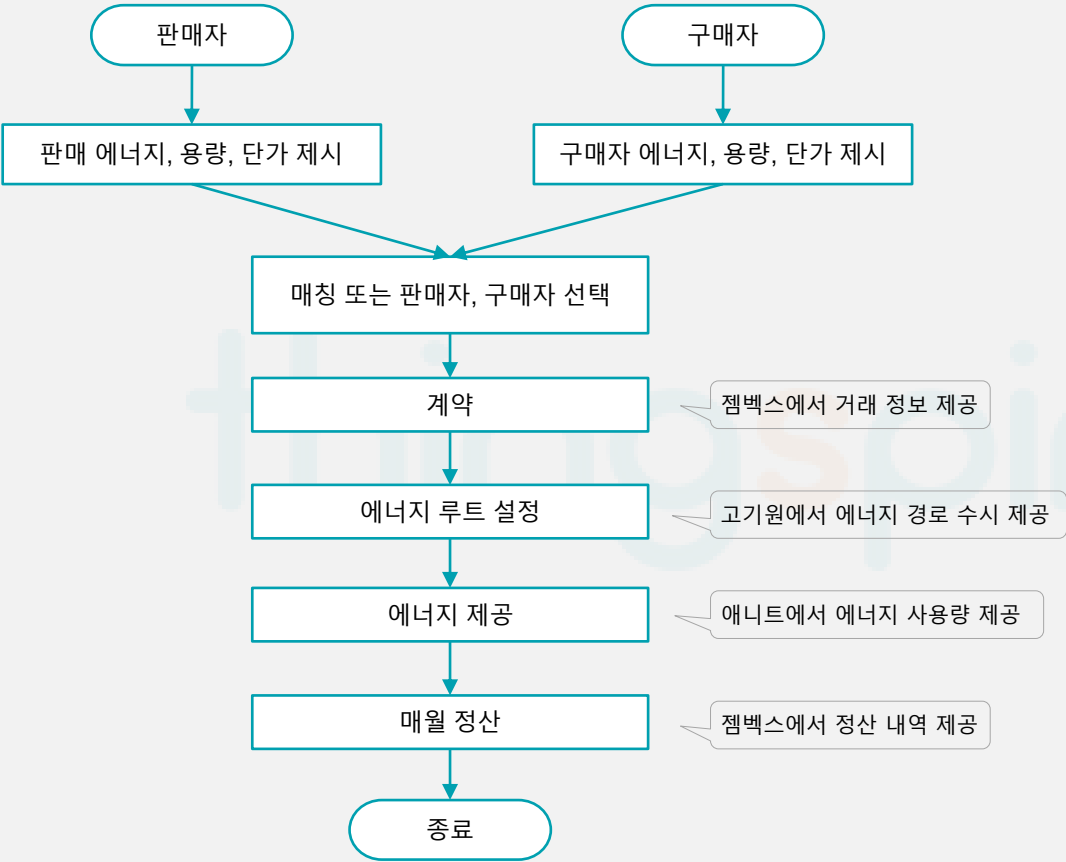 판매자
구매자
판매 에너지, 용량, 단가 제시
구매자 에너지, 용량, 단가 제시
매칭 또는 판매자, 구매자 선택
계약
젬벡스에서 거래 정보 제공
에너지 루트 설정
고기원에서 에너지 경로 수시 제공
에너지 제공
애니트에서 에너지 사용량 제공
매월 정산
젬벡스에서 정산 내역 제공
종료
thingspin